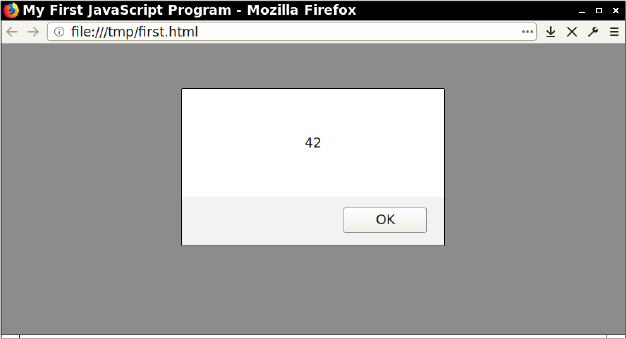 My First JavaScript Program - Mozilla Firefox
file:///tmp/first.html
42
OK